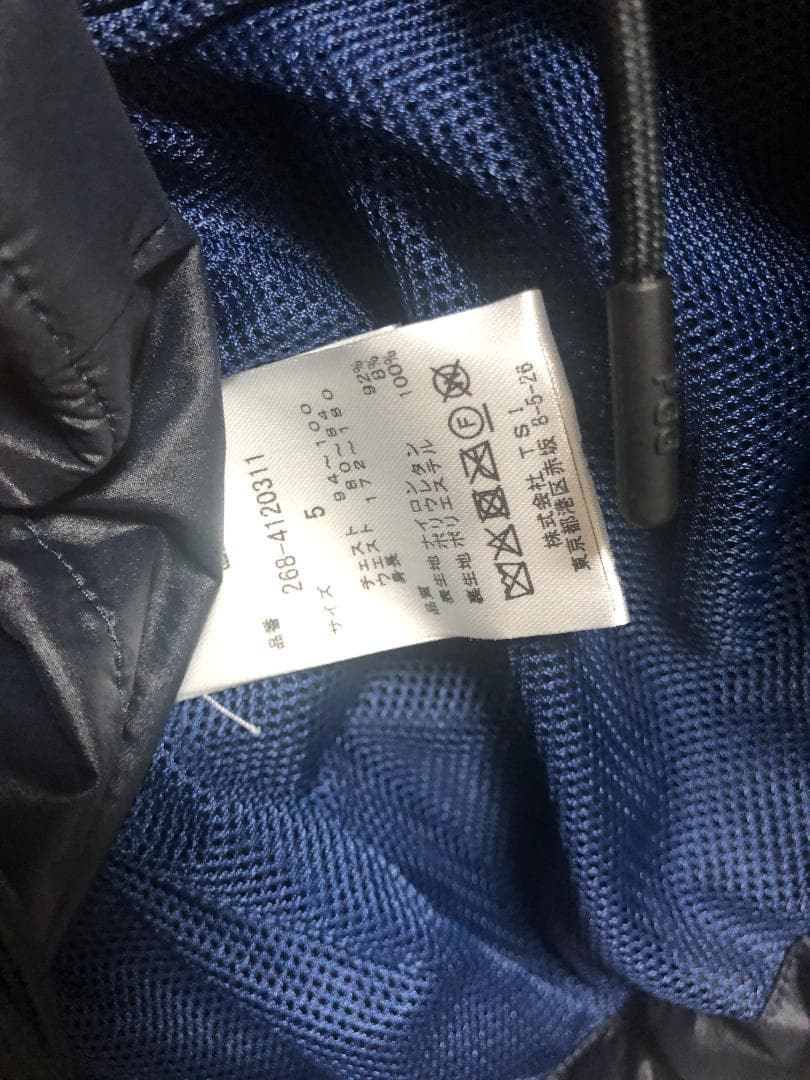 品番
268-4120311
サイズ 5
チェスト 94～100
ウエスト 80～84
身長 172～180
品質
表生地 ナイロン 92%
ポリウレタン 8%
裏生地 ポリエステル 100%
F
株式会社 TSI
東京都港区赤坂 8-5-26